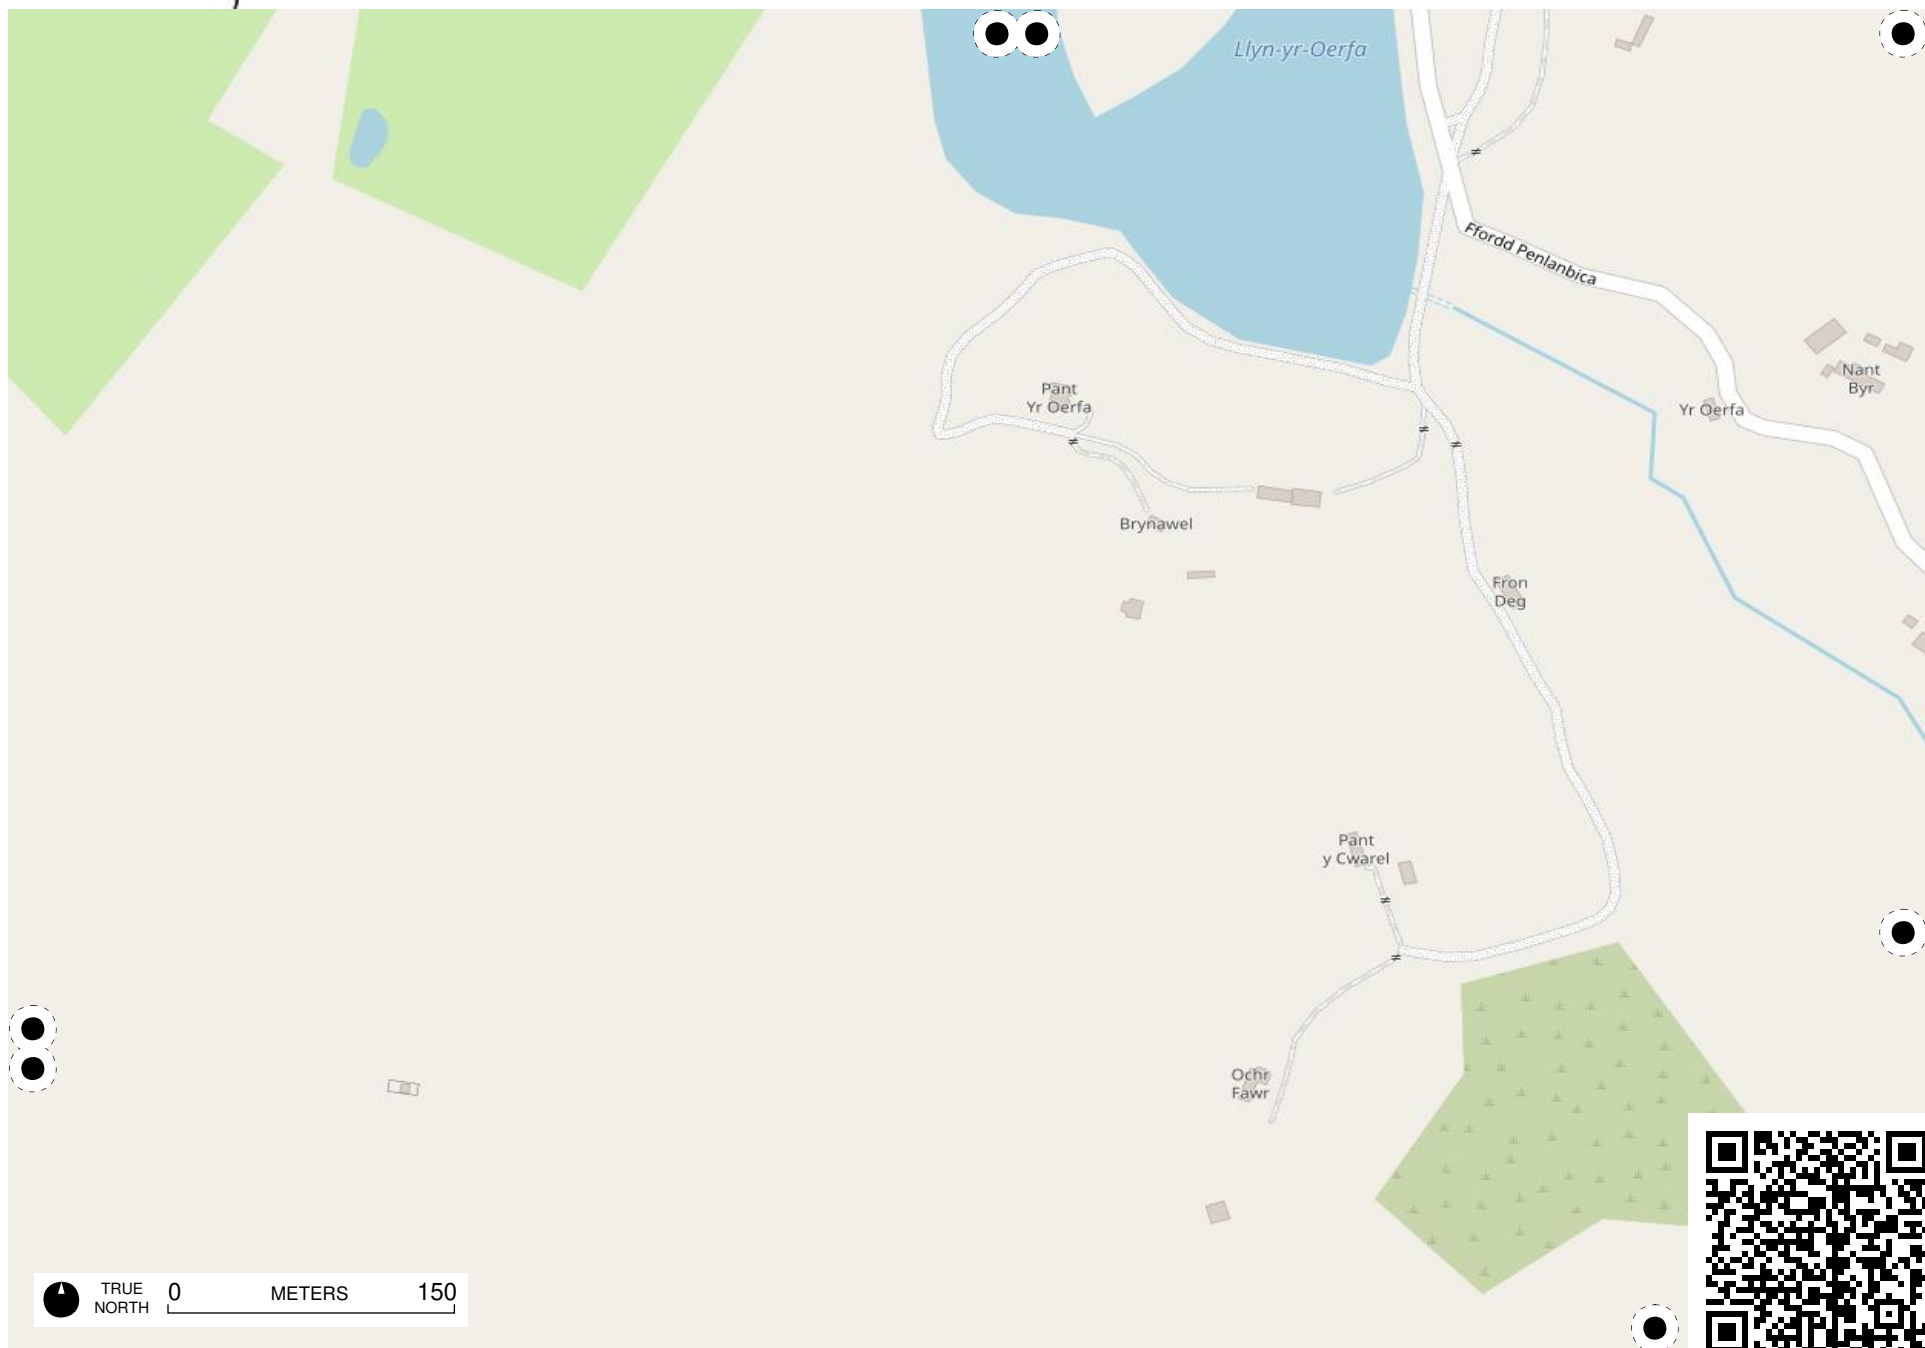 Llyn-yr-Oerfa
Ffordd Penlanbica
Nant
Byr
Pant
Yr Oerfa
Yr Oerfa
Brynawel
Fron
Deg
Pant
y Cwarel
Ochr
Fawr
TRUE
NORTH
0 METERS 150